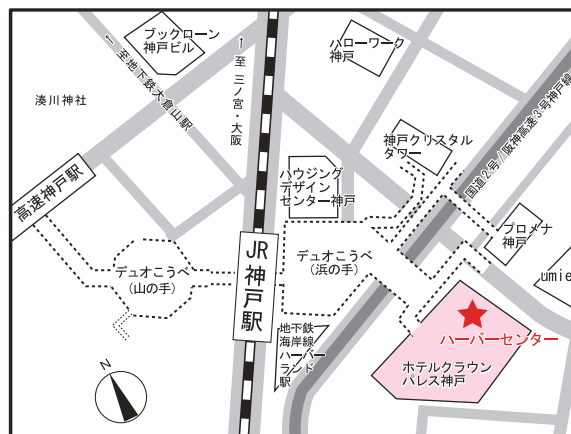 ブックローン
神戸ビル
← 至地下鉄大倉山駅
← 至 三ノ宮・大阪
ハローワーク
神戸
湊川神社
神戸クリスタル
タワー
国道2号/阪神高速3号神戸線
高速神戸駅
ハウジング
デザイン
センター神戸
プロメナ
神戸
デュオこうべ
(山の手)
JR
神戸駅
デュオこうべ
(浜の手)
umie
地下鉄
海岸線
ハーバー
ランド
駅
ハーバーセンター
ホテルクラウン
パレス神戸
N